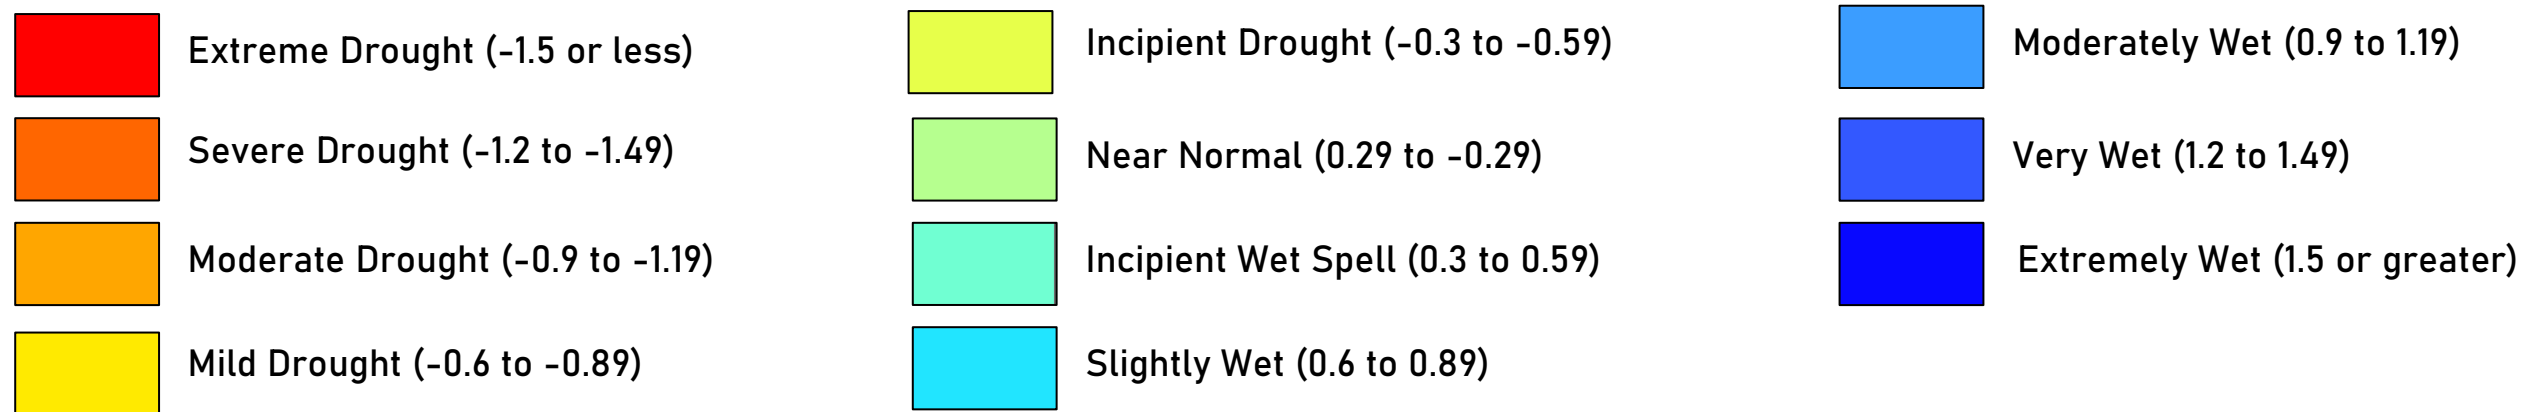 Extreme Drought (-1.5 or less)
Severe Drought (-1.2 to -1.49)
Moderate Drought (-0.9 to -1.19)
Mild Drought (-0.6 to -0.89)
Incipient Drought (-0.3 to -0.59)
Near Normal (0.29 to -0.29)
Incipient Wet Spell (0.3 to 0.59)
Slightly Wet (0.6 to 0.89)
Moderately Wet (0.9 to 1.19)
Very Wet (1.2 to 1.49)
Extremely Wet (1.5 or greater)